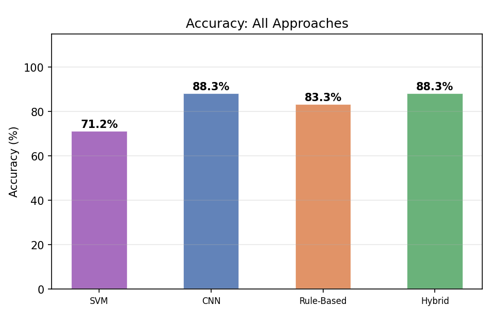 Accuracy: All Approaches
Accuracy (%)
100
80
60
40
20
0
71.2%
88.3%
83.3%
88.3%
SVM
CNN
Rule-Based
Hybrid